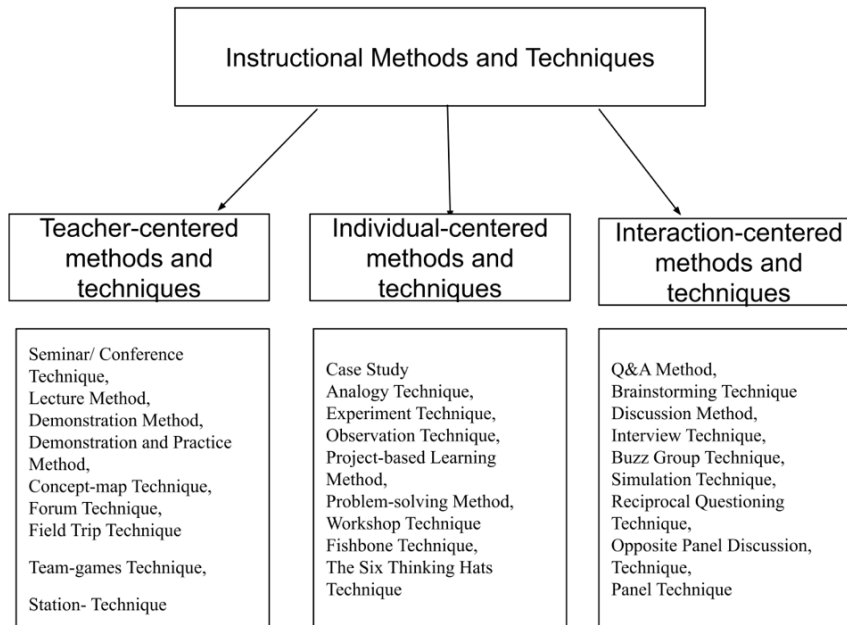 Instructional Methods and Techniques
Teacher-centered
methods and
techniques
Individual-centered
methods and
techniques
Interaction-centered
methods and
techniques
Seminar/ Conference
Technique,
Lecture Method,
Demonstration Method,
Demonstration and Practice
Method,
Concept-map Technique,
Forum Technique,
Field Trip Technique
Team-games Technique,
Station- Technique
Case Study
Analogy Technique,
Experiment Technique,
Observation Technique,
Project-based Learning
Method,
Problem-solving Method,
Workshop Technique
Fishbone Technique,
The Six Thinking Hats
Technique
Q&A Method,
Brainstorming Technique
Discussion Method,
Interview Technique,
Buzz Group Technique,
Simulation Technique,
Reciprocal Questioning
Technique,
Opposite Panel Discussion,
Technique,
Panel Technique